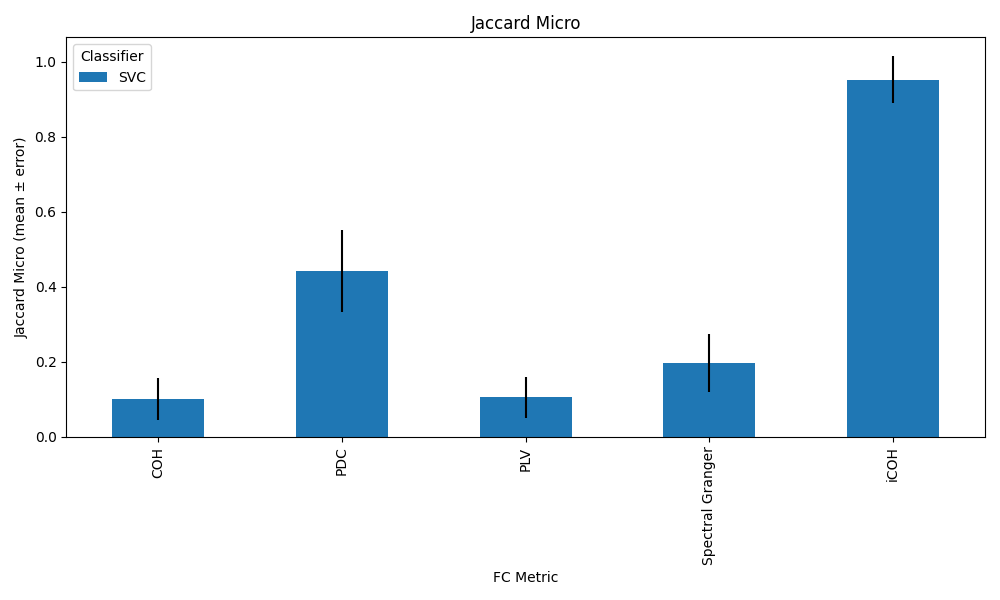 Jaccard Micro
Classifier
SVC
Jaccard Micro (mean ± error)
1.0
0.8
0.6
0.4
0.2
0.0
COH
PDC
PLV
Spectral Granger
iCOH
FC Metric